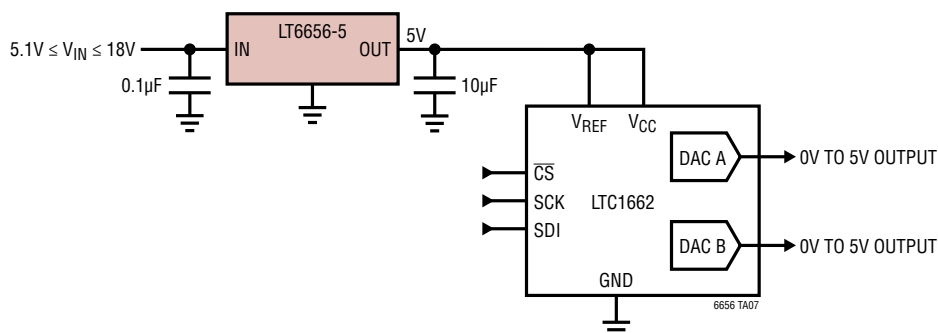 LT6656-5
5.1V ≤ VIN ≤ 18V
IN
OUT
5V
0.1µF
10µF
VREF
VCC
DAC A
0V TO 5V OUTPUT
CS
SCK
LTC1662
SDI
DAC B
0V TO 5V OUTPUT
GND
6656 TA07